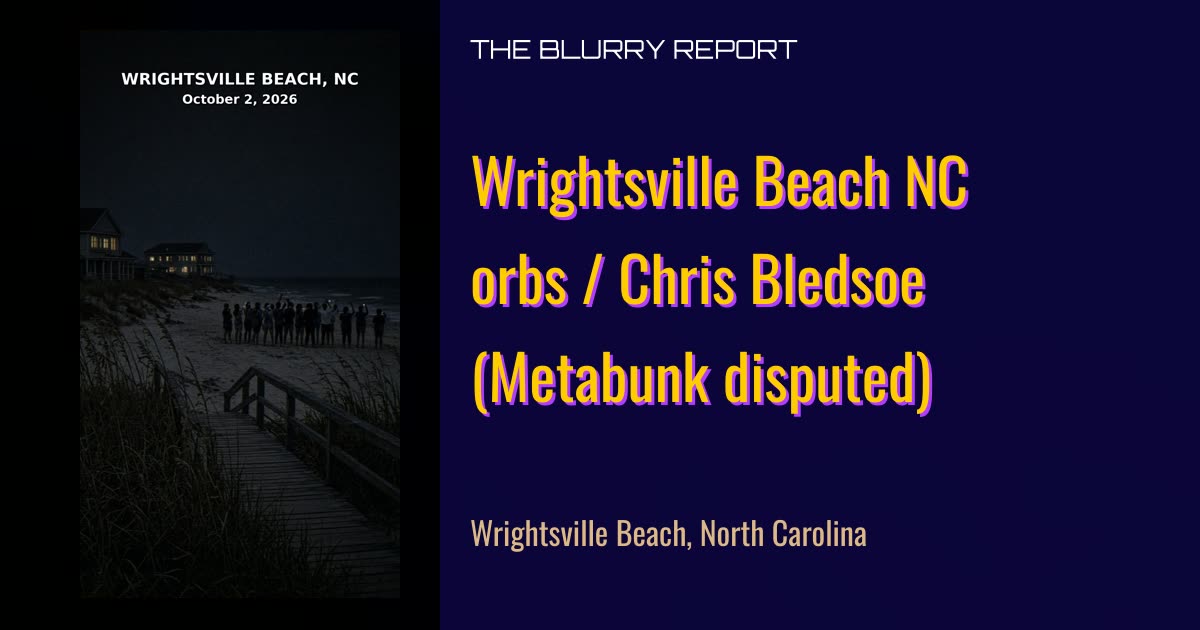 WRIGHTSVILLE BEACH, NC
October 2, 2026
THE BLURRY REPORT
Wrightsville Beach NC
orbs / Chris Bledsoe
(Metabunk disputed)
Wrightsville Beach, North Carolina